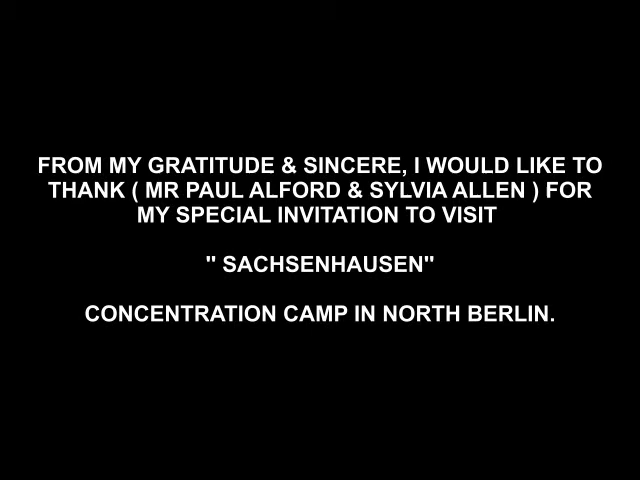 FROM MY GRATITUDE & SINCERE, I WOULD LIKE TO
THANK ( MR PAUL ALFORD & SYLVIA ALLEN ) FOR
MY SPECIAL INVITATION TO VISIT
" SACHSENHAUSEN"
CONCENTRATION CAMP IN NORTH BERLIN.